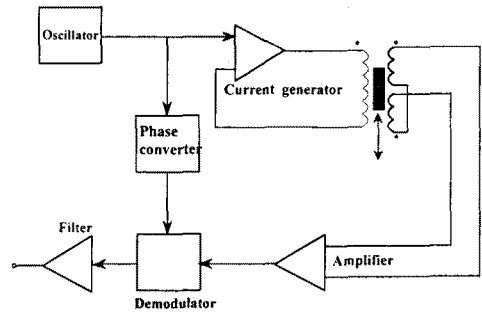 Oscillator
Current generator
Phase
converter
Filter
Amplifier
Demodulator